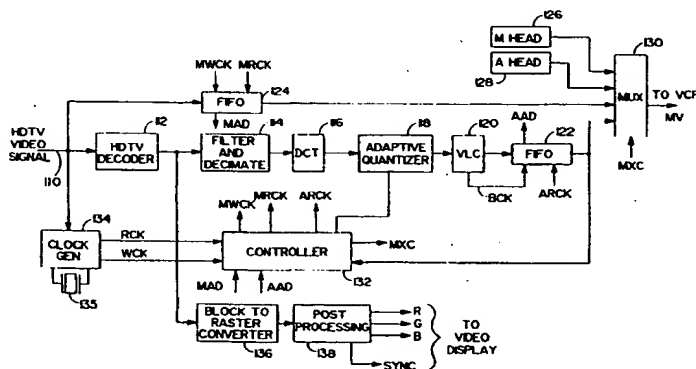 126
M HEAD
130
MWCK MRCK
A HEAD
128
FIFO
124
MUX
TO VCR
MV
HDTV
VIDEO
SIGNAL
110
112
HDTV
DECODER
MAD
114
FILTER
AND
DECIMATE
116
DCT
118
ADAPTIVE
QUANTIZER
120
VLC
AAD
122
FIFO
MXC
BCK
ARCK
134
CLOCK
GEN
135
RCK
WCK
MWCK
MRCK
ARCK
CONTROLLER
132
MXC
MAD
AAD
BLOCK TO
RASTER
CONVERTER
136
POST
PROCESSING
138
R
G
B
SYNC
TO
VIDEO
DISPLAY